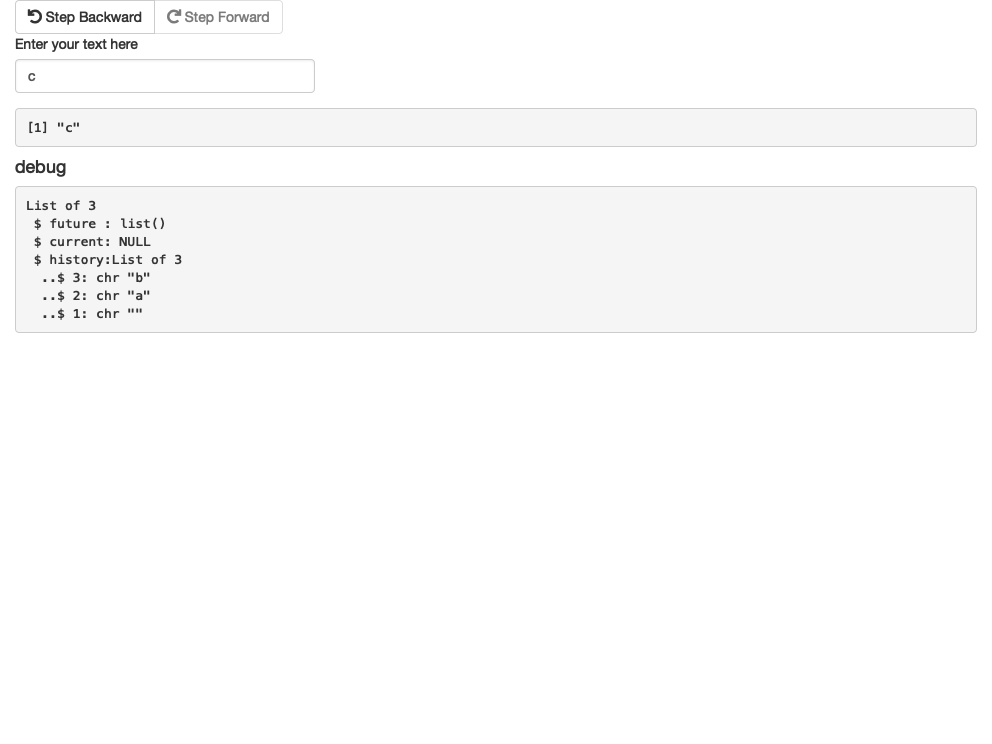 Step Backward Step Forward
Enter your text here
c
[1] "c"
debug
List of 3
 $ future : list()
 $ current: NULL
 $ history:List of 3
  ..$ 3: chr "b"
  ..$ 2: chr "a"
  ..$ 1: chr ""